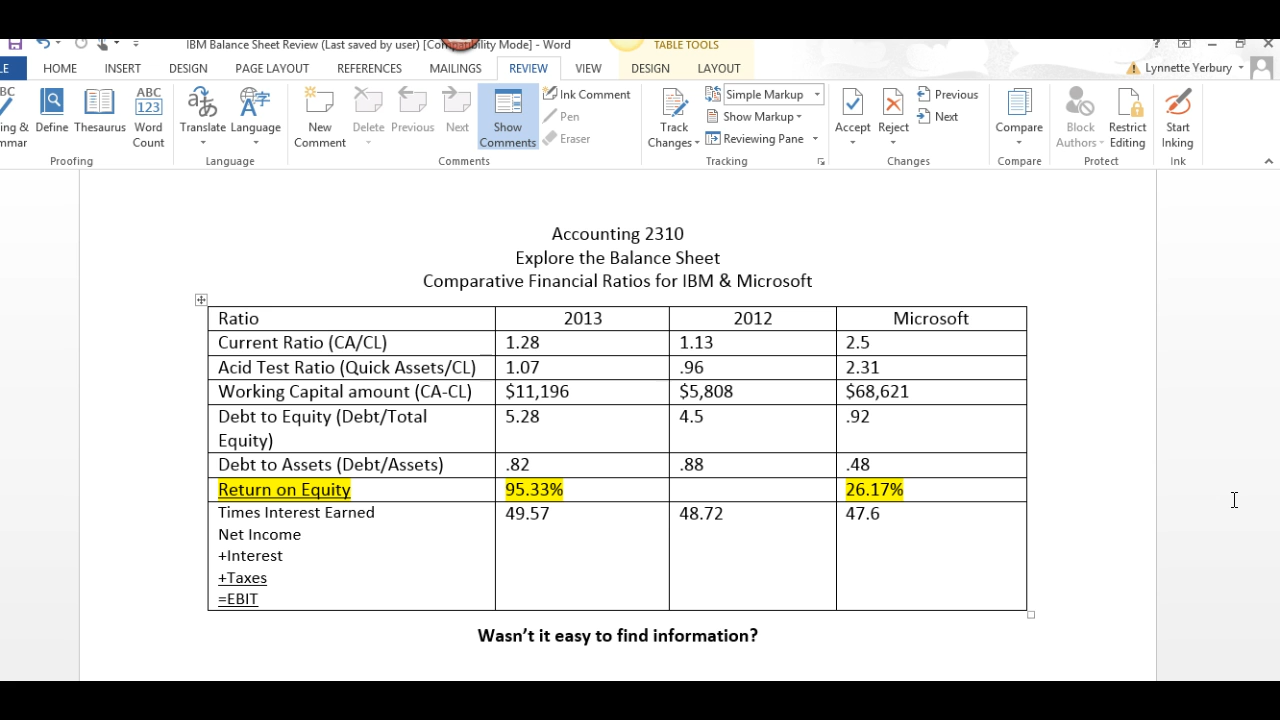 IBM Balance Sheet Review (Last saved by user) [Compatibility Mode] - Word
TABLE TOOLS
?
LE HOME INSERT DESIGN PAGE LAYOUT REFERENCES MAILINGS REVIEW VIEW DESIGN LAYOUT Lynnette Yerbury
BC
ing &
mmar
Define
Thesaurus
ABC
123
Word
Count
Proofing
Translate
Language
Language
New
Comment
Delete
Previous
Next
Show
Comments
Ink Comment
Pen
Eraser
Comments
Track
Changes
Simple Markup
Show Markup
Reviewing Pane
Tracking
Accept
Reject
Previous
Next
Changes
Compare
Compare
Block
Authors
Restrict
Editing
Protect
Start
Inking
Ink
Accounting 2310
Explore the Balance Sheet
Comparative Financial Ratios for IBM & Microsoft
Ratio 2013 2012 Microsoft
Current Ratio (CA/CL) 1.28 1.13 2.5
Acid Test Ratio (Quick Assets/CL) 1.07 .96 2.31
Working Capital amount (CA-CL) $11,196 $5,808 $68,621
Debt to Equity (Debt/Total 5.28 4.5 .92
Equity)
Debt to Assets (Debt/Assets) .82 .88 .48
Return on Equity 95.33% 26.17%
Times Interest Earned 49.57 48.72 47.6
Net Income
+Interest
+Taxes
=EBIT
Wasn't it easy to find information?